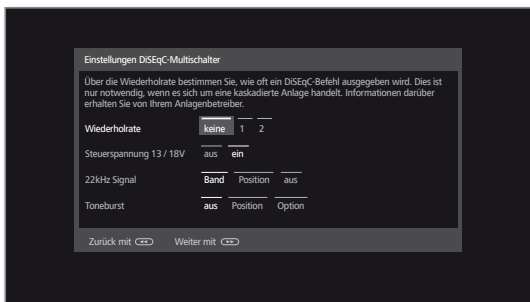 Einstellungen DiSEqC-Multischalter
Über die Wiederholrate bestimmen Sie, wie oft ein DiSEqC-Befehl ausgegeben wird. Dies ist
nur notwendig, wenn es sich um eine kaskadierte Anlage handelt. Informationen darüber
erhalten Sie von Ihrem Anlagenbetreiber.
Wiederholrate keine 1 2
Steuerspannung 13 / 18V aus ein
22kHz Signal Band Position aus
Toneburst aus Position Option
Zurück mit Weiter mit